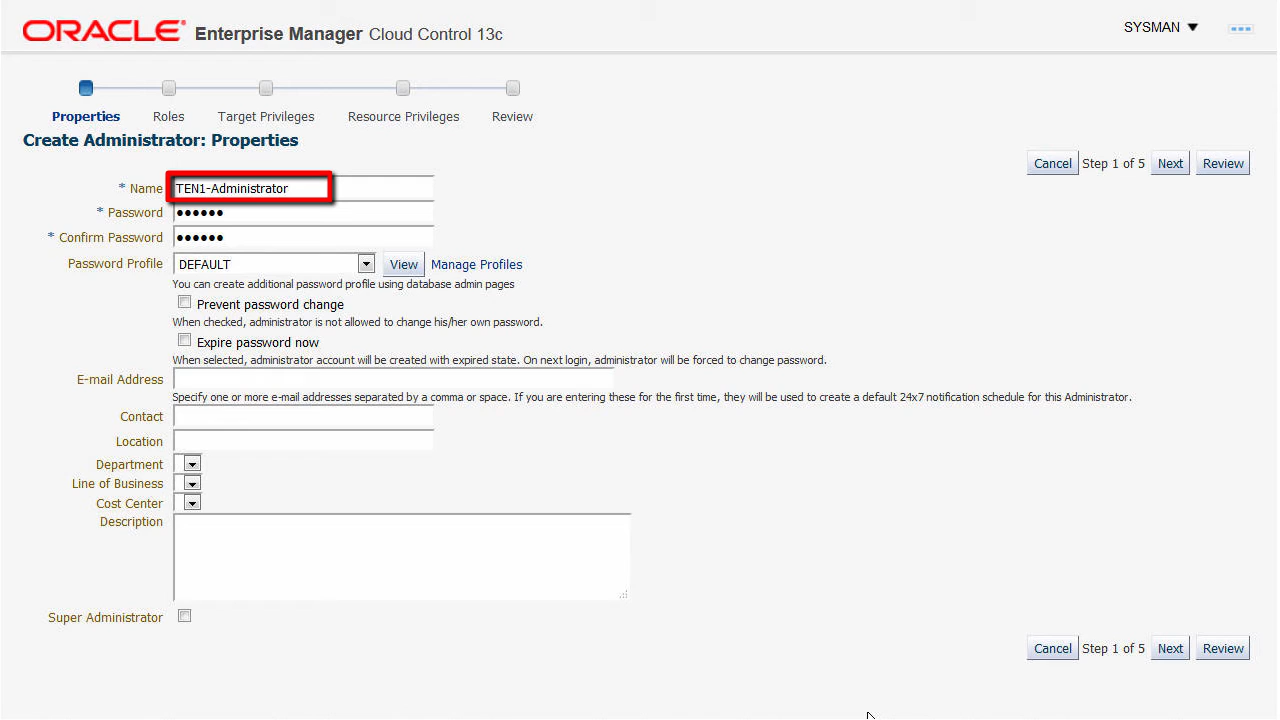 ORACLE® Enterprise Manager Cloud Control 13c
SYSMAN
Properties Roles Target Privileges Resource Privileges Review
Create Administrator: Properties
Cancel Step 1 of 5 Next Review
* Name TEN1-Administrator
* Password ••••••
* Confirm Password ••••••
Password Profile DEFAULT View Manage Profiles
You can create additional password profile using database admin pages
Prevent password change
When checked, administrator is not allowed to change his/her own password.
Expire password now
When selected, administrator account will be created with expired state. On next login, administrator will be forced to change password.
E-mail Address
Specify one or more e-mail addresses separated by a comma or space. If you are entering these for the first time, they will be used to create a default 24x7 notification schedule for this Administrator.
Contact
Location
Department
Line of Business
Cost Center
Description
Super Administrator
Cancel Step 1 of 5 Next Review